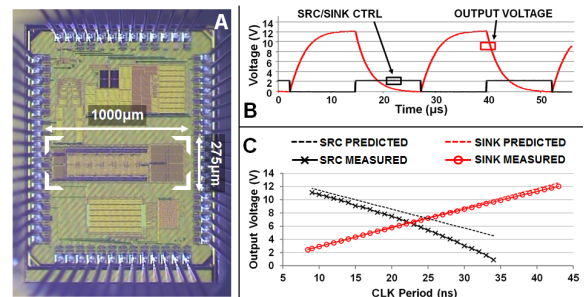 A
1000µm
275µm
SRC/SINK CTRL
OUTPUT VOLTAGE
Voltage (V)
14
12
10
8
6
4
2
0
0
10
20
30
40
50
Time (µs)
B
C
SRC PREDICTED
SINK PREDICTED
SRC MEASURED
SINK MEASURED
Output Voltage (V)
14
12
10
8
6
4
2
0
5
10
15
20
25
30
35
40
45
CLK Period (ns)